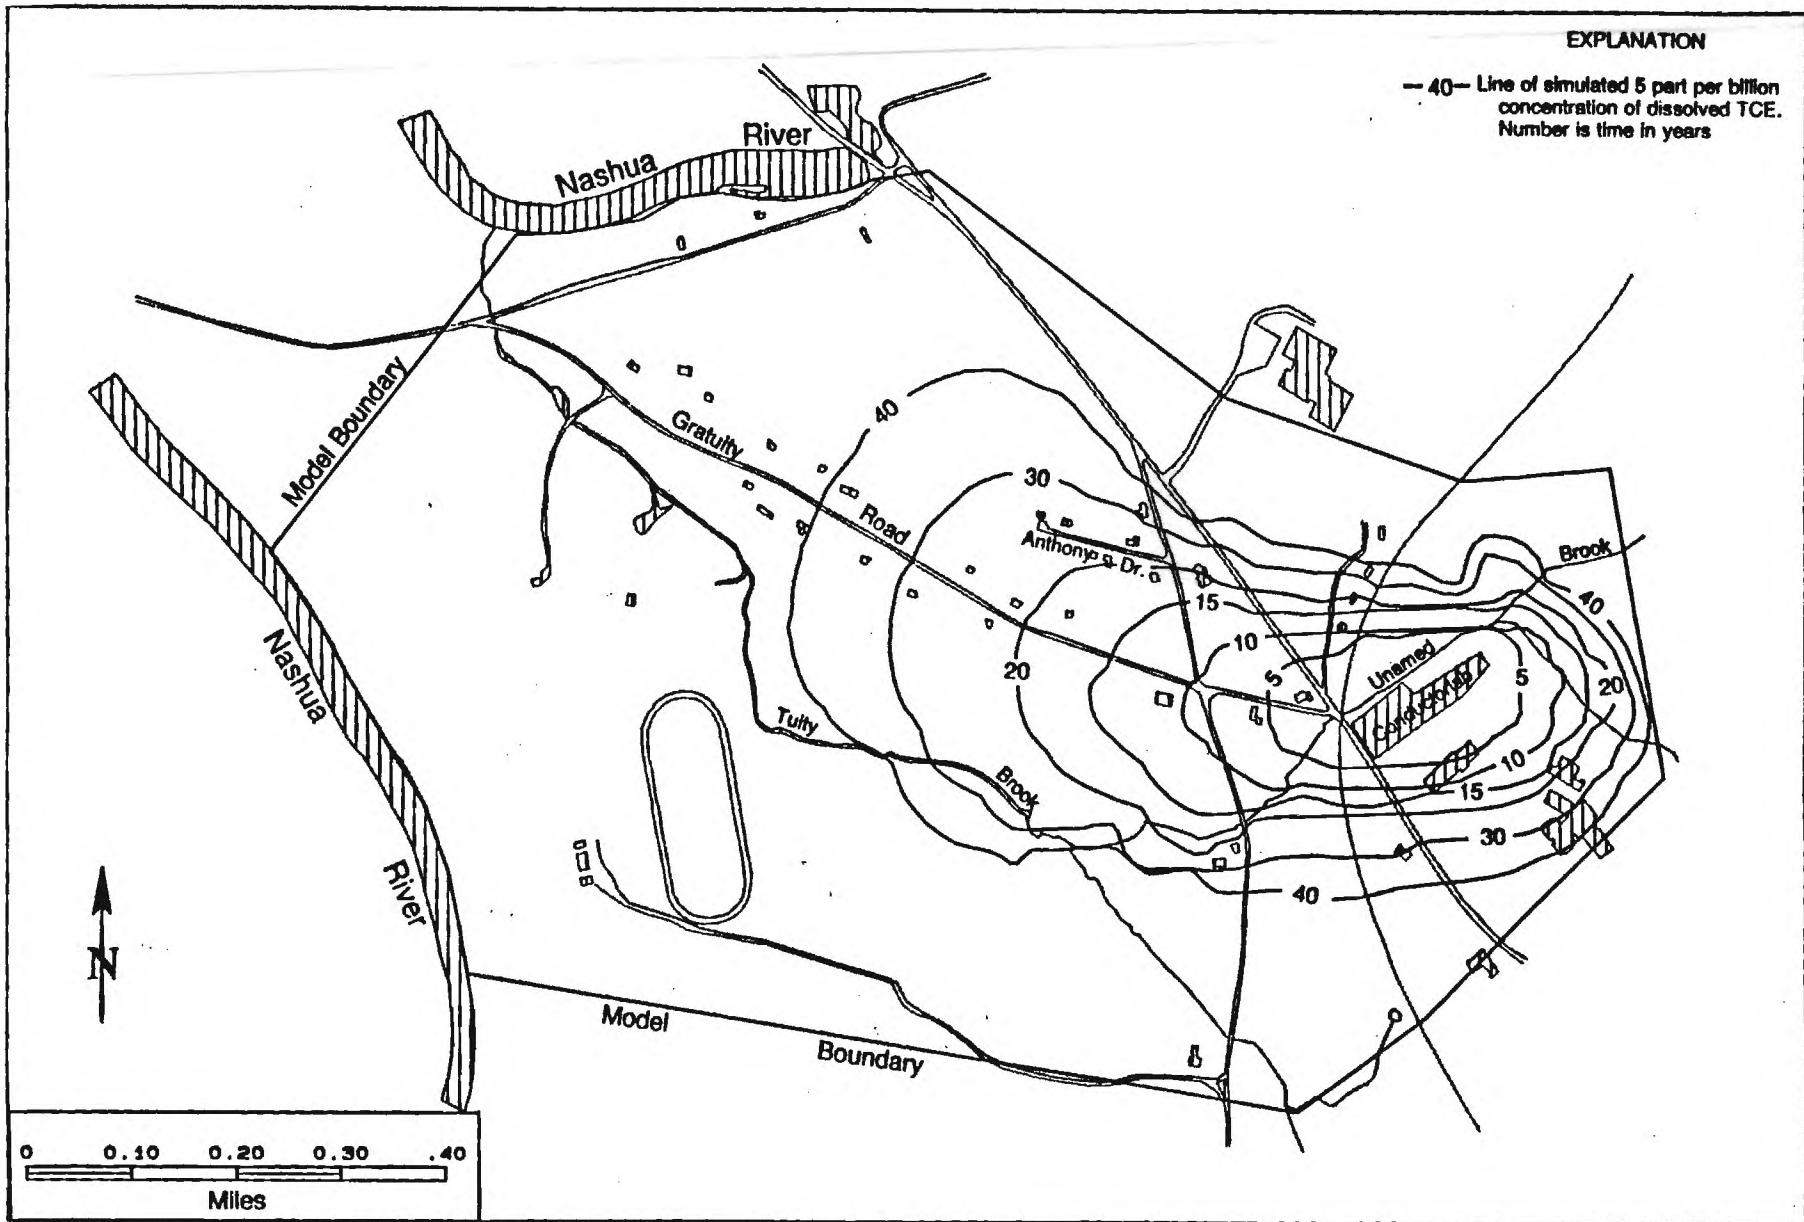 EXPLANATION
— 40 — Line of simulated 5 part per billion
concentration of dissolved TCE.
Number is time in years
River
Nashua
Model Boundary
40
Gratuity
Road
30
Anthony Dr.
Brook
15
40
10
Unamed
5
5
20
20
Conductorlab
10
15
30
40
Nashua
River
Tuity
Brook
N
Model
Boundary
0 0.10 0.20 0.30 .40
Miles